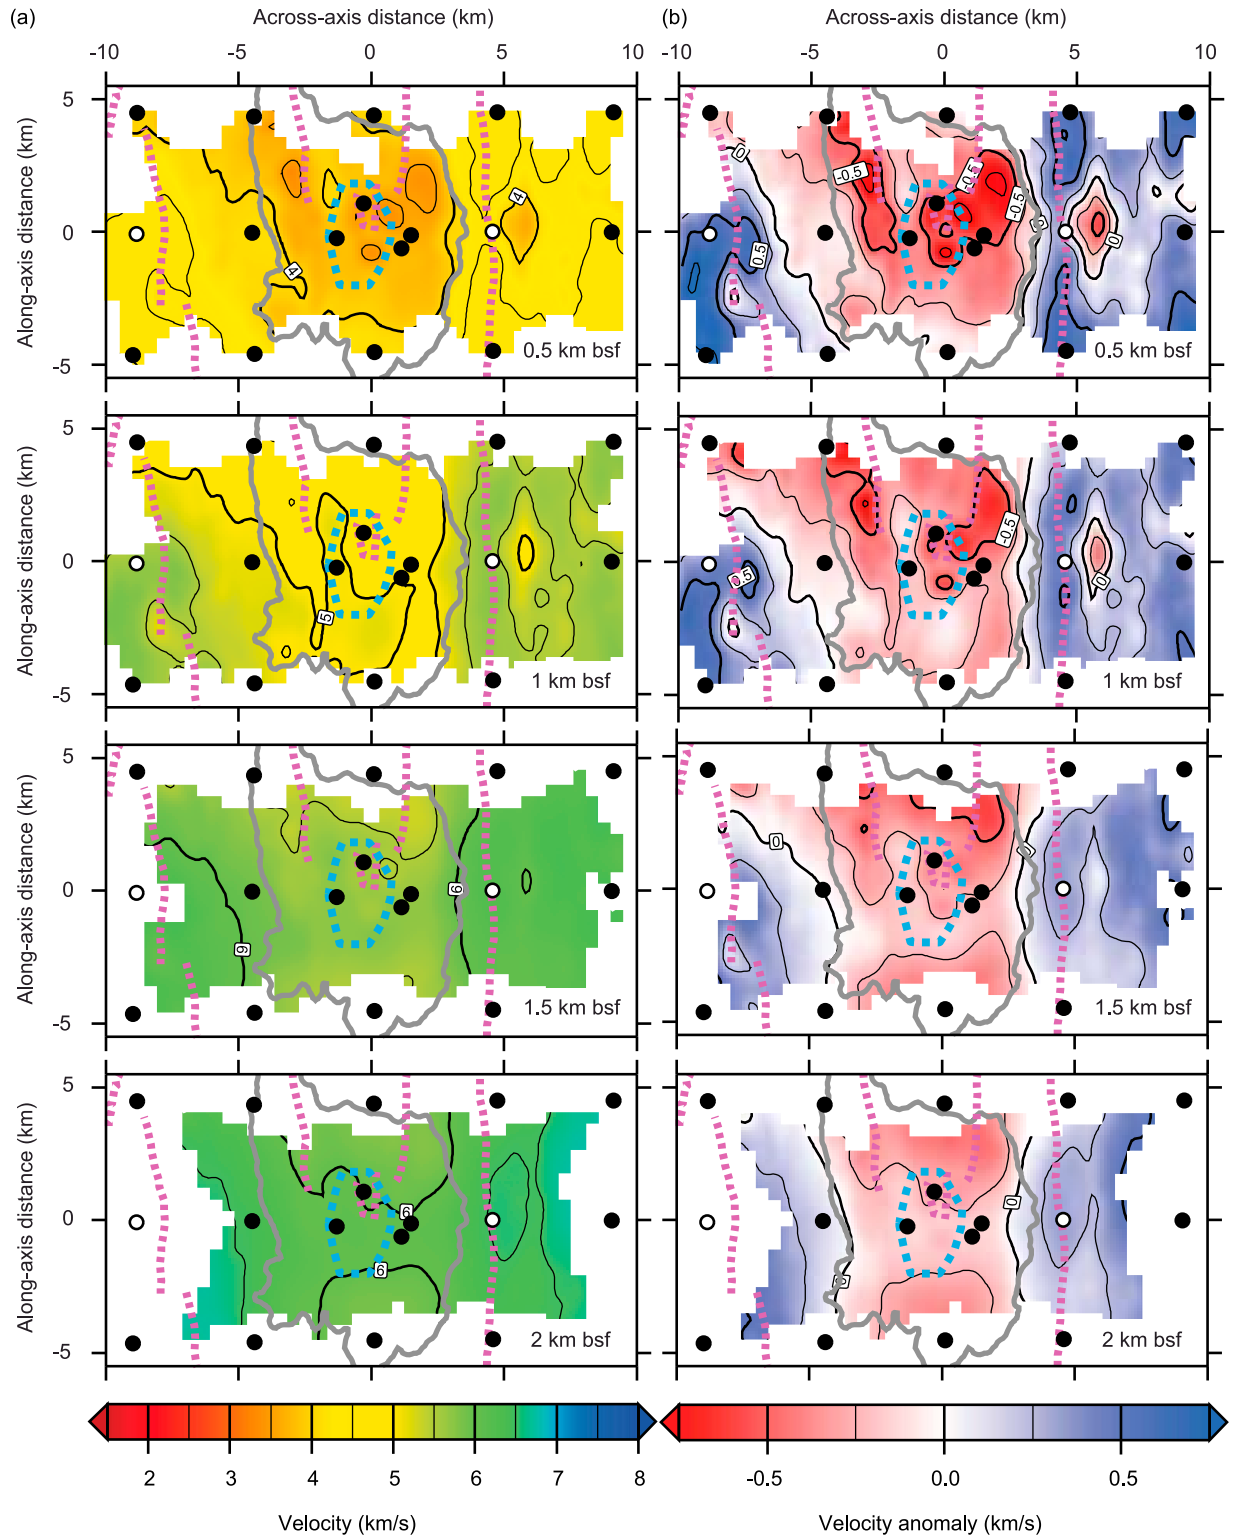 (a) Across-axis distance (km) (b) Across-axis distance (km)
-10 -5 0 5 10 -10 -5 0 5 10
5
Along-axis distance (km)
0
-5
4
4
0.5 km bsf
0
-0.5
-0.5
-0.5
0
0
0.5
0.5 km bsf
5
Along-axis distance (km)
0
-5
5
1 km bsf
-0.5
0.5
0
1 km bsf
5
Along-axis distance (km)
0
-5
6
6
1.5 km bsf
0
0
1.5 km bsf
5
Along-axis distance (km)
0
-5
6
6
2 km bsf
0
0
2 km bsf
2 3 4 5 6 7 8 -0.5 0.0 0.5
Velocity (km/s) Velocity anomaly (km/s)